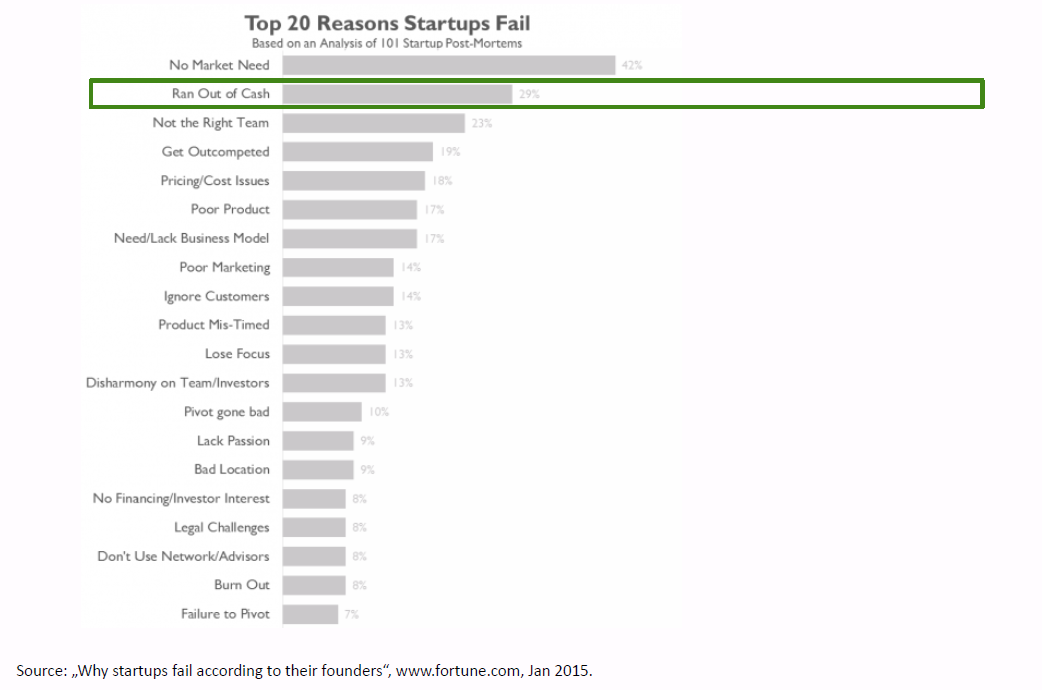 Top 20 Reasons Startups Fail
Based on an Analysis of 101 Startup Post-Mortems
No Market Need 42%
Ran Out of Cash 29%
Not the Right Team 23%
Get Outcompeted 19%
Pricing/Cost Issues 18%
Poor Product 17%
Need/Lack Business Model 17%
Poor Marketing 14%
Ignore Customers 14%
Product Mis-Timed 13%
Lose Focus 13%
Disharmony on Team/Investors 13%
Pivot gone bad 10%
Lack Passion 9%
Bad Location 9%
No Financing/Investor Interest 8%
Legal Challenges 8%
Don't Use Network/Advisors 8%
Burn Out 8%
Failure to Pivot 7%
Source: „Why startups fail according to their founders“, www.fortune.com, Jan 2015.